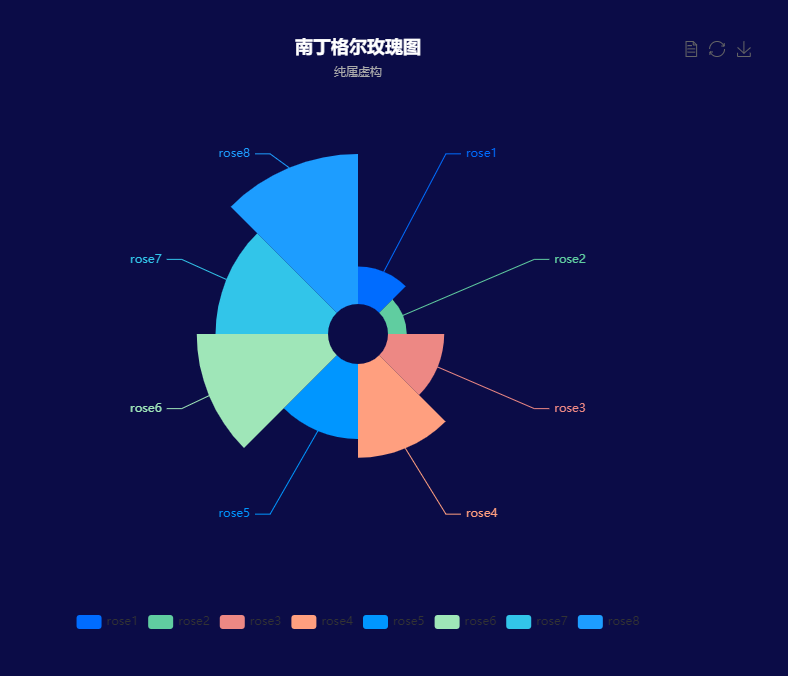 南丁格尔玫瑰图
纯属虚构
rose8
rose1
rose7
rose2
rose6
rose3
rose5
rose4
rose1 rose2 rose3 rose4 rose5 rose6 rose7 rose8